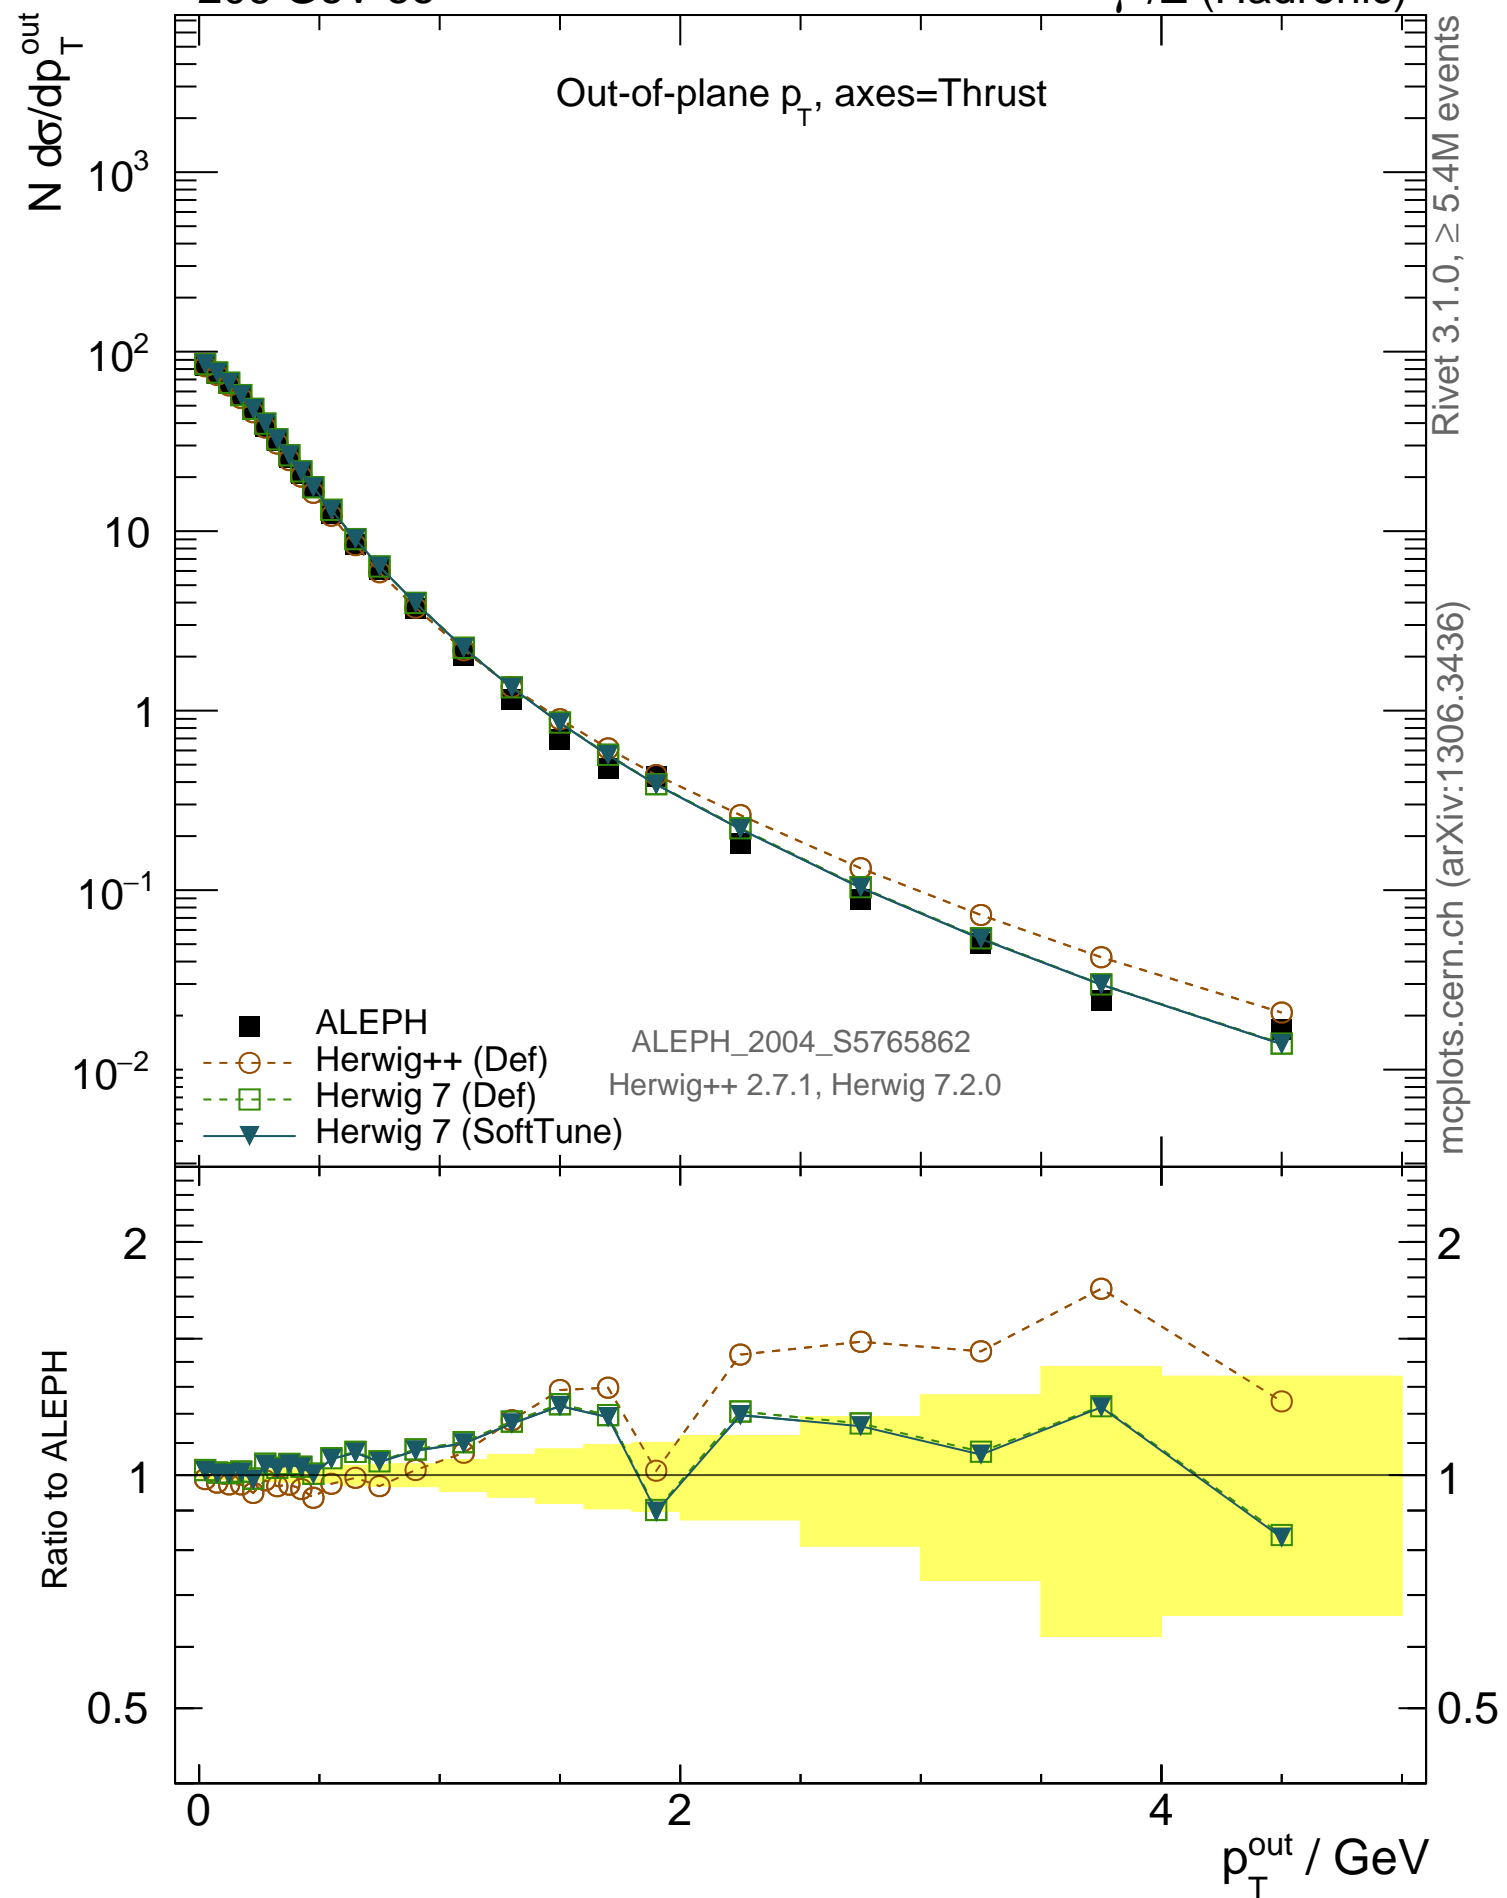 Out-of-plane p_T, axes=Thrust
N dσ/dp_T^out
10^3
10^2
10
1
10^−1
10^−2
ALEPH
Herwig++ (Def)
Herwig 7 (Def)
Herwig 7 (SoftTune)
ALEPH_2004_S5765862
Herwig++ 2.7.1, Herwig 7.2.0
Rivet 3.1.0, ≥ 5.4M events
mcplots.cern.ch (arXiv:1306.3436)
Ratio to ALEPH
2
1
0.5
2
1
0.5
0
2
4
p_T^out / GeV